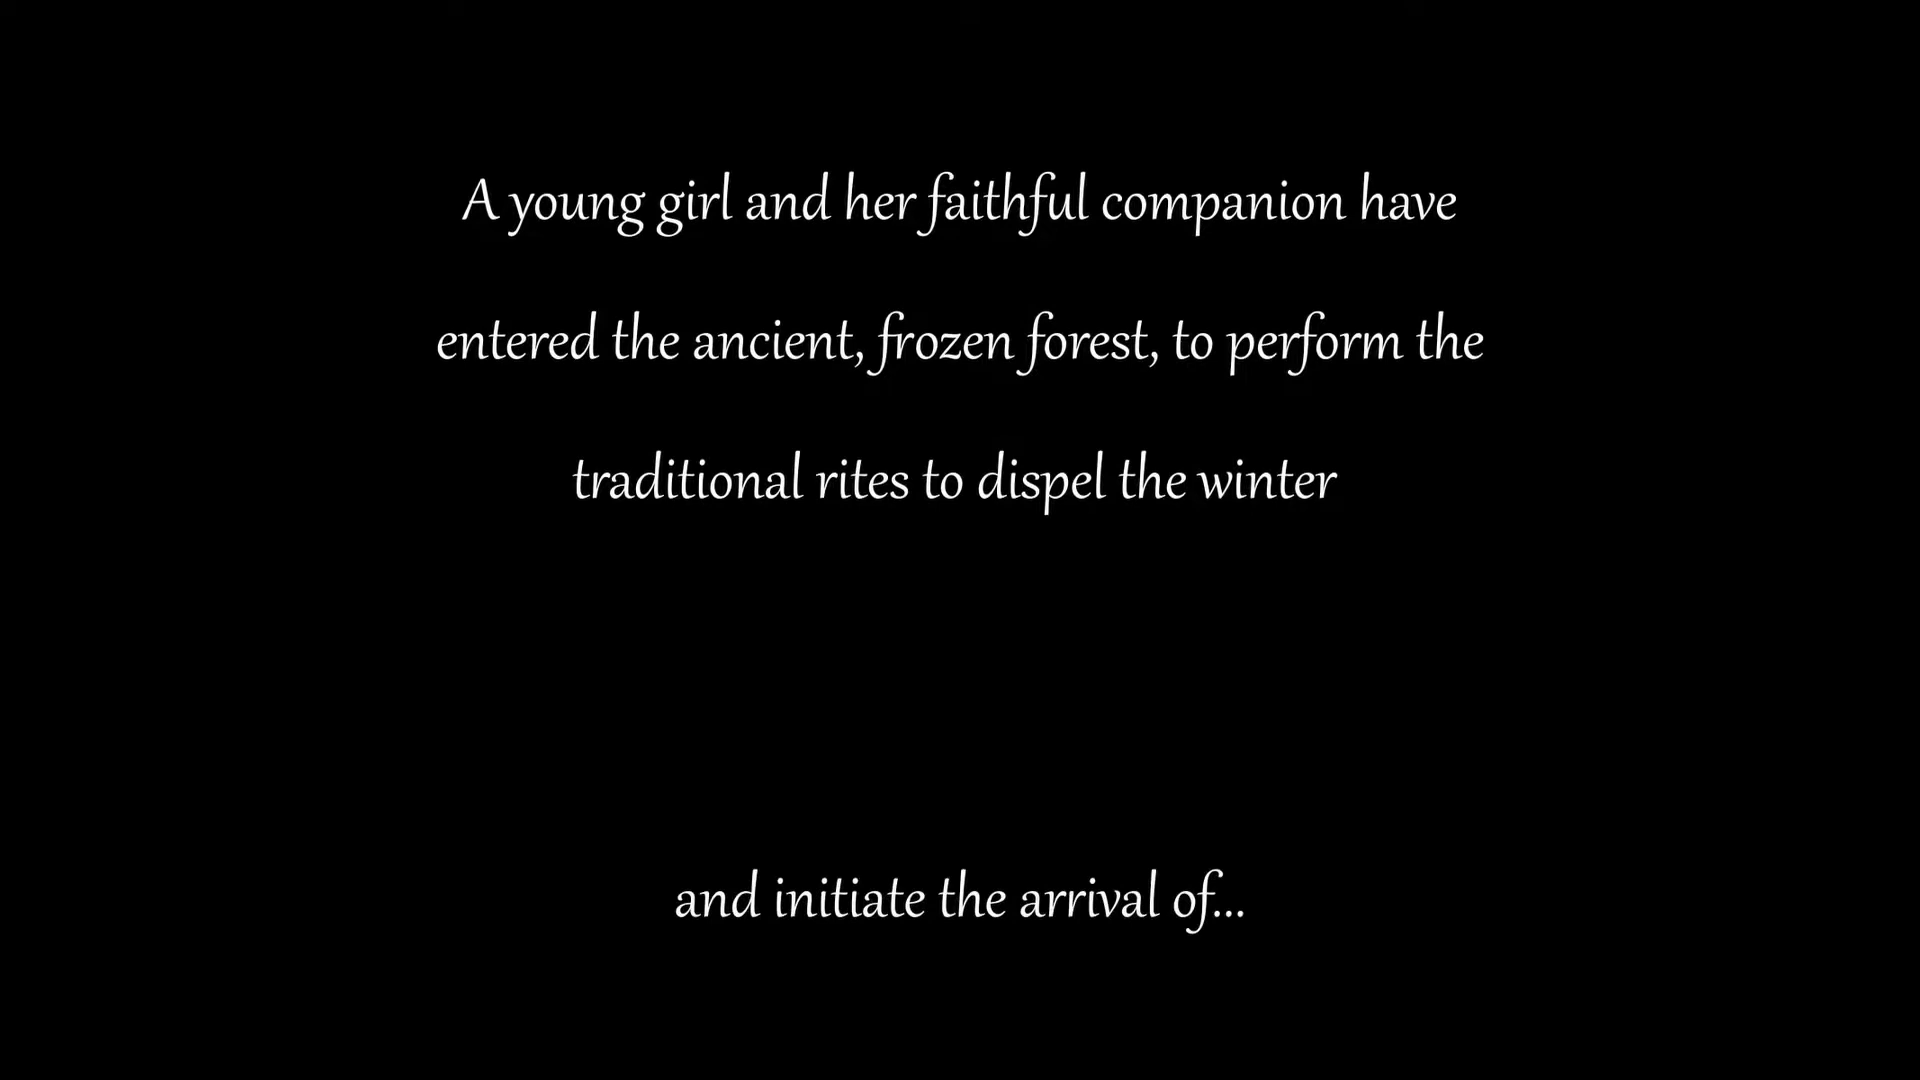 A young girl and her faithful companion have
entered the ancient, frozen forest, to perform the
traditional rites to dispel the winter
and initiate the arrival of...